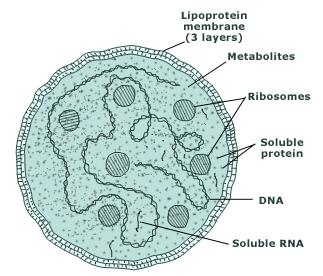 Lipoprotein
membrane
(3 layers)
Metabolites
Ribosomes
Soluble
protein
DNA
Soluble RNA